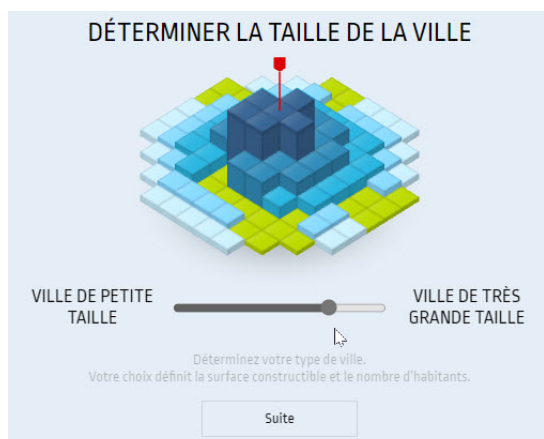 DÉTERMINER LA TAILLE DE LA VILLE
VILLE DE PETITE
TAILLE
VILLE DE TRÈS
GRANDE TAILLE
Déterminez votre type de ville.
Votre choix définit la surface constructible et le nombre d'habitants.
Suite